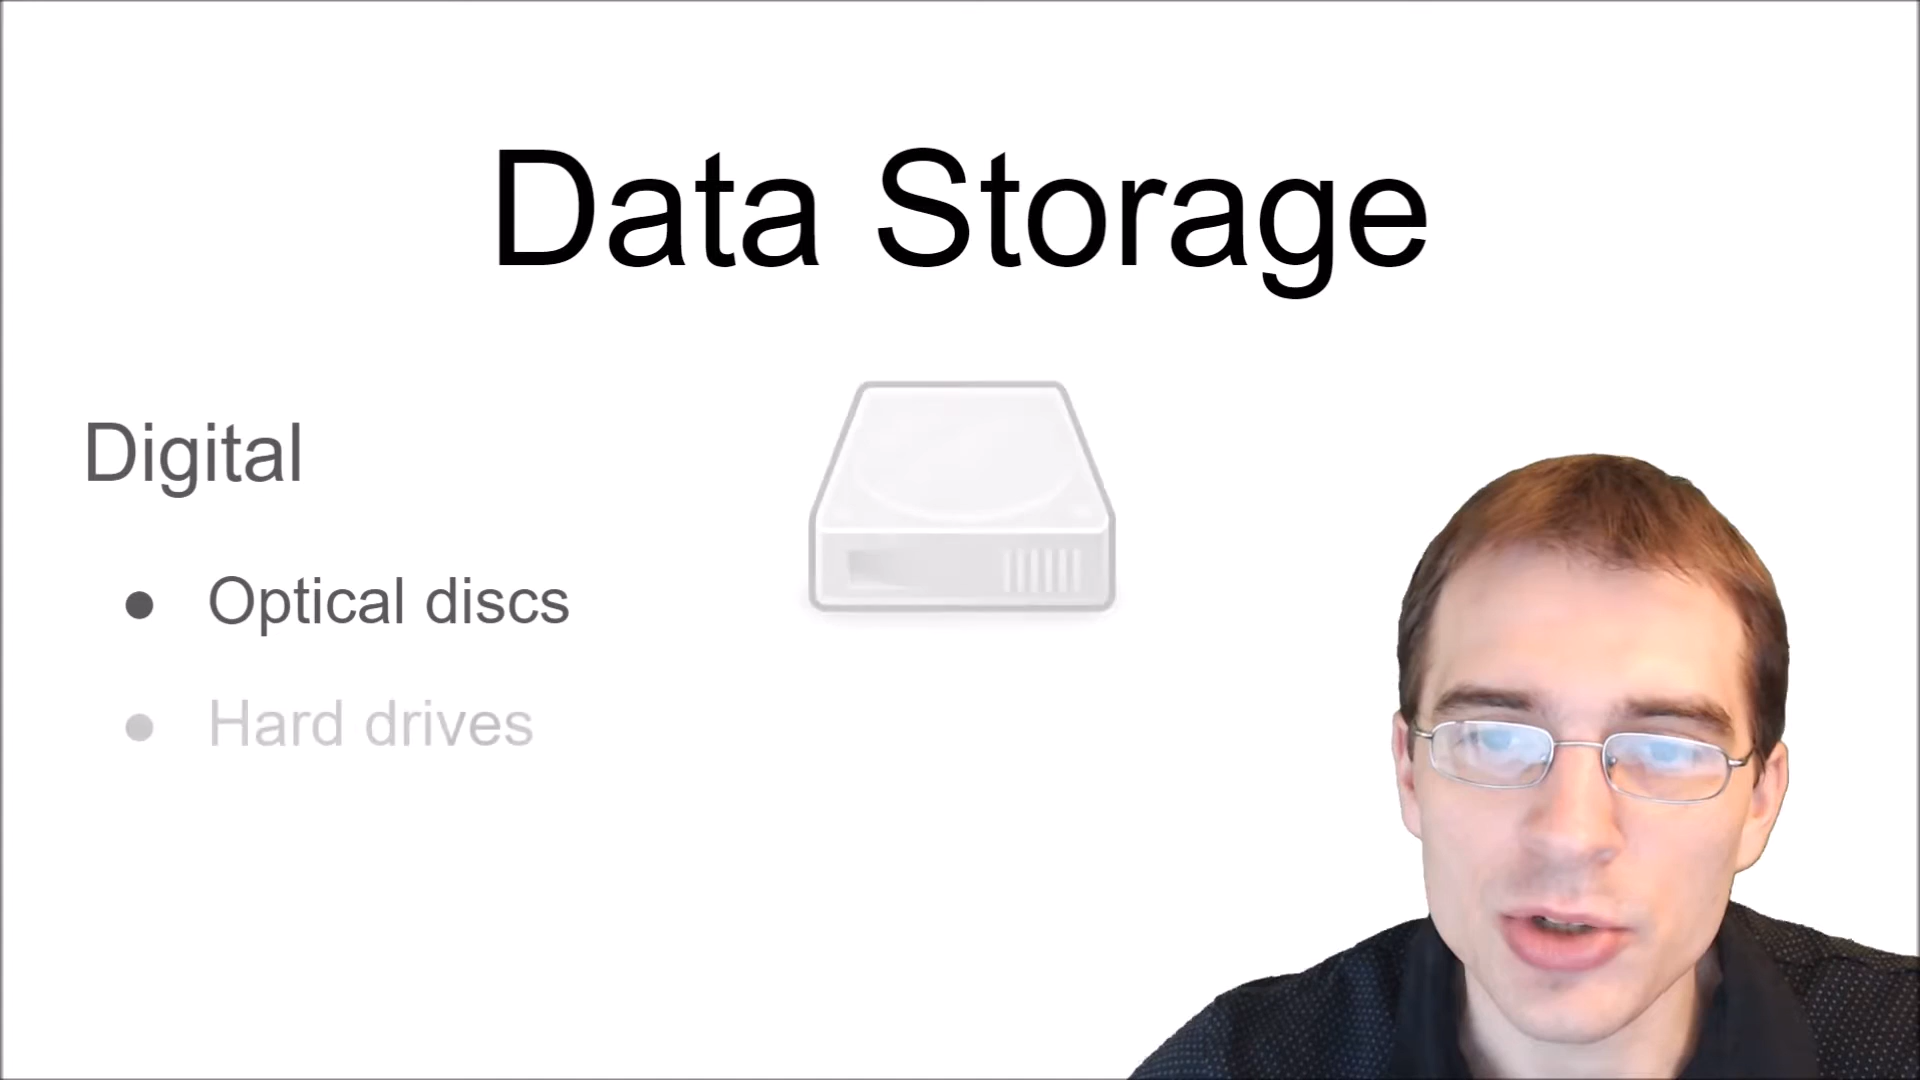 Data Storage
Digital
● Optical discs
● Hard drives